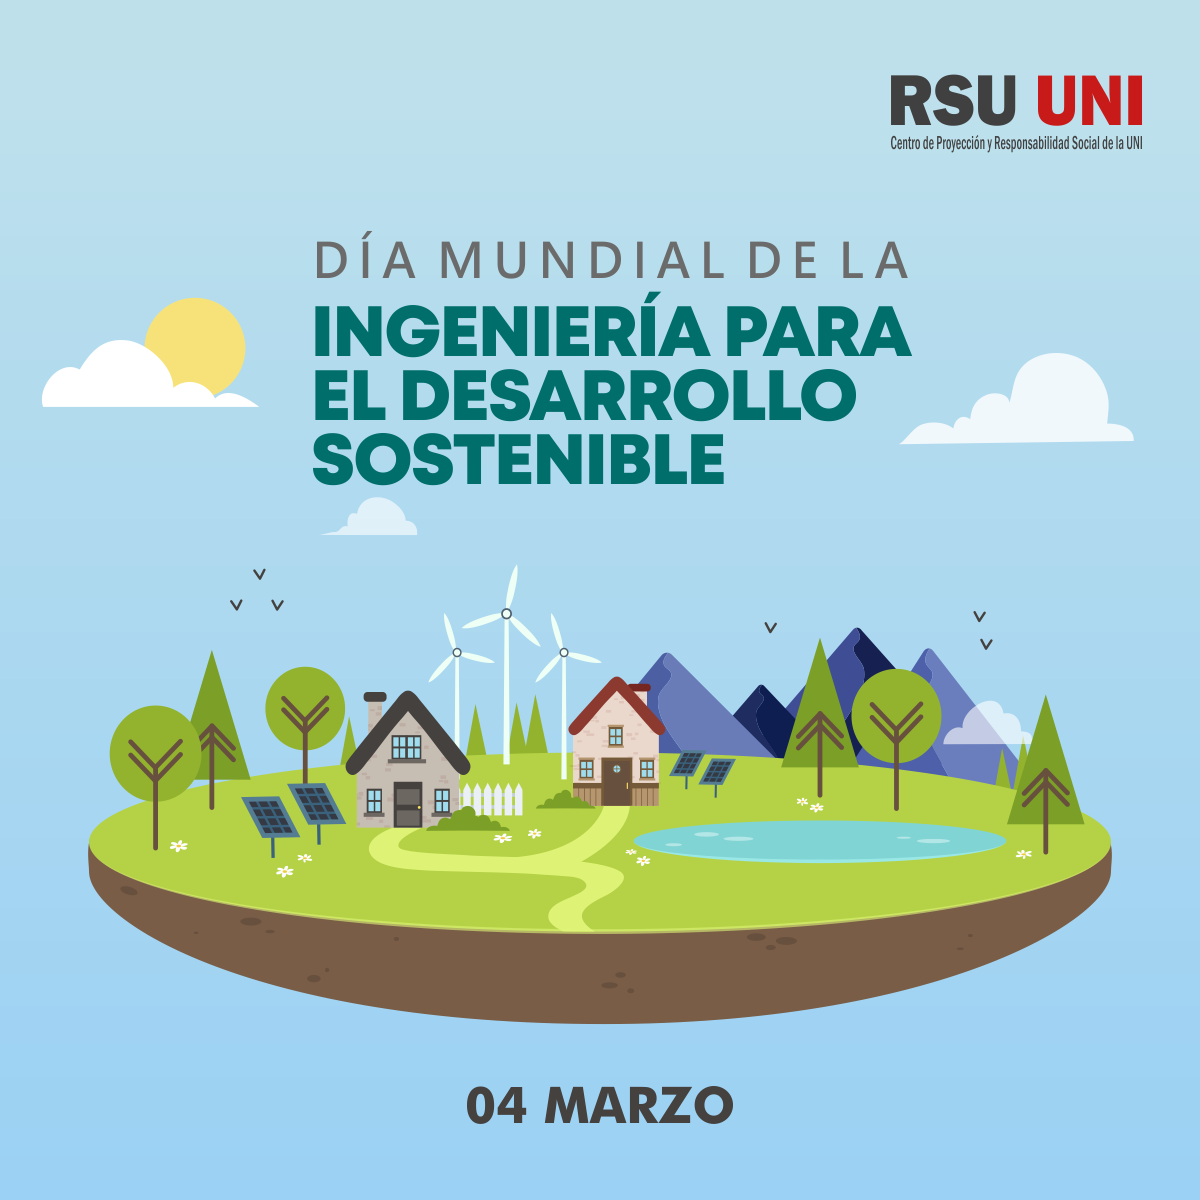 RSU UNI
Centro de Proyección y Responsabilidad Social de la UNI
DÍA MUNDIAL DE LA
INGENIERÍA PARA
EL DESARROLLO
SOSTENIBLE
04 MARZO